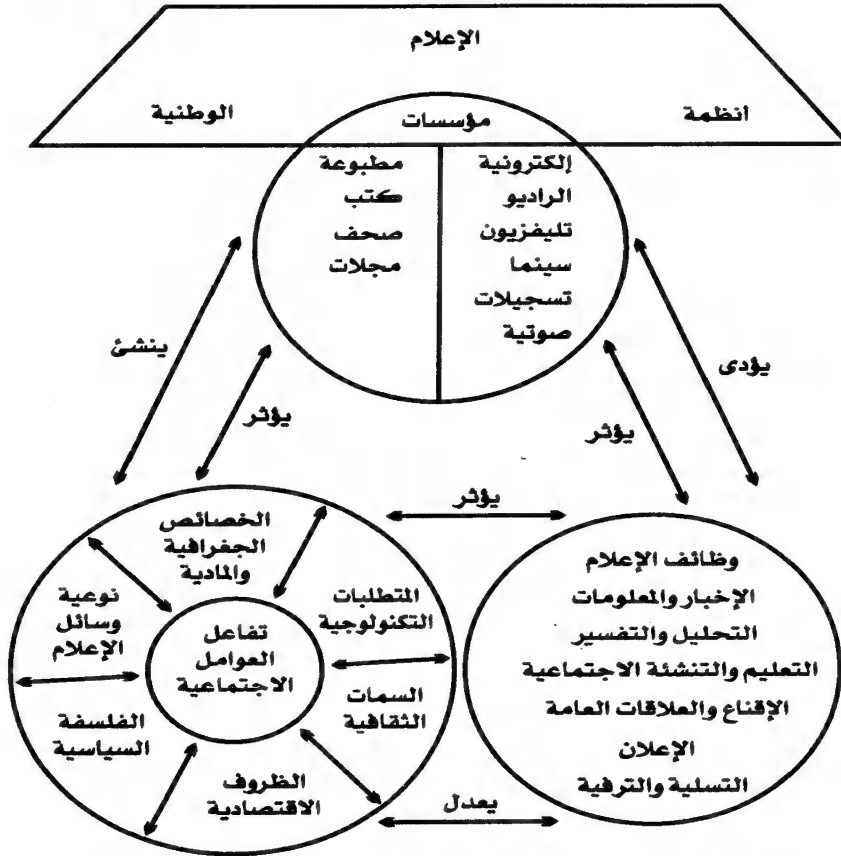 الإعلام
أنظمة
الوطنية
مؤسسات
إلكترونية
الراديو
تليفزيون
سينما
تسجيلات
صوتية
مطبوعة
كتب
صحف
مجلات
يؤدى
يؤثر
ينشئ
يؤثر
يؤثر
الخصائص
الجغرافية
والمادية
المتطلبات
التكنولوجية
السمات
الثقافية
الظروف
الاقتصادية
الفلسفة
السياسية
نوعية
وسائل
الإعلام
تفاعل
العوامل
الاجتماعية
وظائف الإعلام
الإخبار والمعلومات
التحليل والتفسير
التعليم والتنشئة الاجتماعية
الإقناع والعلاقات العامة
الإعلان
التسلية والترفية
يعدل